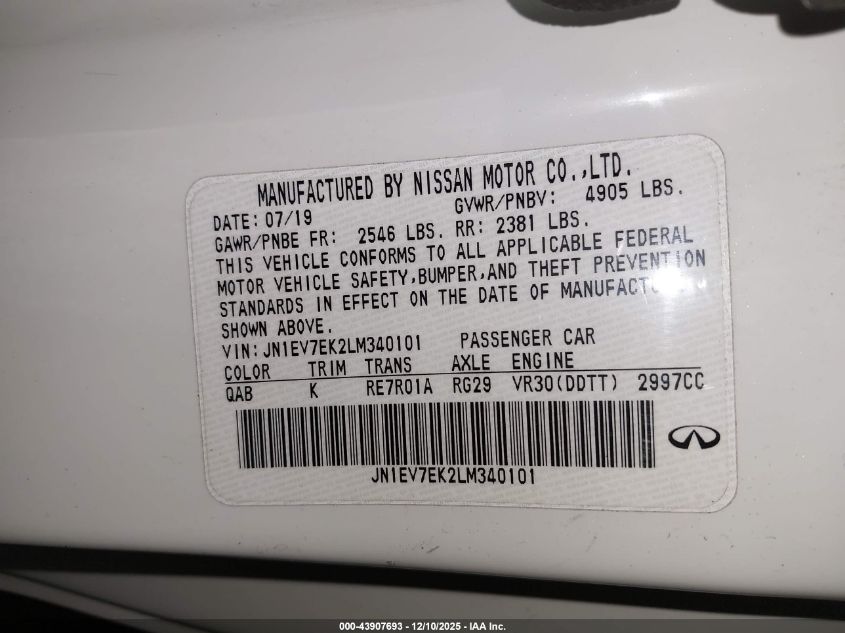 MANUFACTURED BY NISSAN MOTOR CO.,LTD.
DATE: 07/19 GVWR/PNBV: 4905 LBS.
GAWR/PNBE FR: 2546 LBS. RR: 2381 LBS.
THIS VEHICLE CONFORMS TO ALL APPLICABLE FEDERAL
MOTOR VEHICLE SAFETY,BUMPER,AND THEFT PREVENTION
STANDARDS IN EFFECT ON THE DATE OF
SHOWN ABOVE.
VIN:JN1EV7EK2LM340101 PASSENGER CAR
COLOR TRIM TRANS AXLE ENGINE
QAB K RE7R01A RG29 VR30(DDTT) 2997CC
JN1EV7EK2LM340101
000-43907693 - 12/10/2025 - IAA Inc.